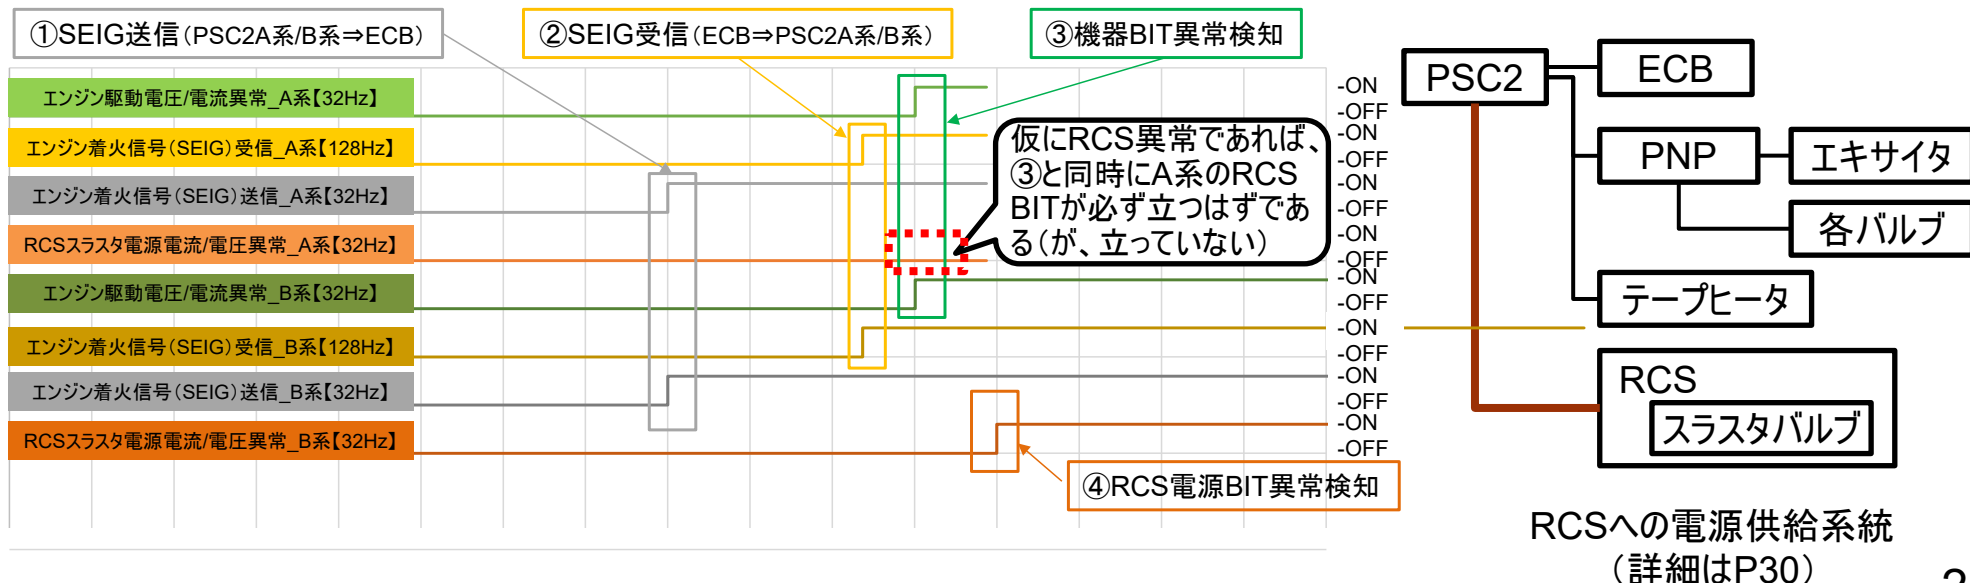 ①SEIG送信(PSC2A系/B系⇒ECB)
②SEIG受信(ECB⇒PSC2A系/B系)
③機器BIT異常検知
エンジン駆動電圧/電流異常_A系【32Hz】
-ON
-OFF
エンジン着火信号(SEIG)受信_A系【128Hz】
-ON
-OFF
エンジン着火信号(SEIG)送信_A系【32Hz】
-ON
-OFF
RCSスラスタ電源電流/電圧異常_A系【32Hz】
-ON
-OFF
エンジン駆動電圧/電流異常_B系【32Hz】
-ON
-OFF
エンジン着火信号(SEIG)受信_B系【128Hz】
-ON
-OFF
エンジン着火信号(SEIG)送信_B系【32Hz】
-ON
-OFF
RCSスラスタ電源電流/電圧異常_B系【32Hz】
-ON
-OFF
仮にRCS異常であれば、
③と同時にA系のRCS
BITが必ず立つはずであ
る(が、立っていない)
④RCS電源BIT異常検知
PSC2
ECB
PNP
エキサイタ
各バルブ
テープヒータ
RCS
スラスタバルブ
RCSへの電源供給系統
(詳細はP30)